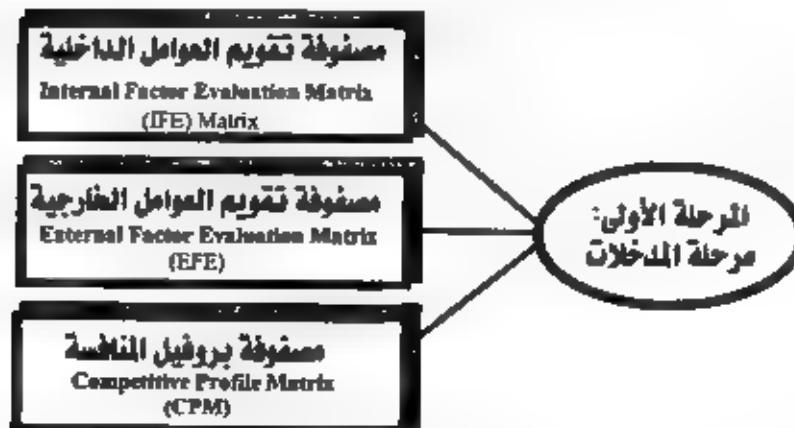 مصفوفة تقويم العوامل الداخلية
Internal Factor Evaluation Matrix
(IFE) Matrix
مصفوفة تقويم العوامل الخارجية
External Factor Evaluation Matrix
(EFE)
مصفوفة بروفيل المنافسة
Competitive Profile Matrix
(CPM)
المرحلة الأولى:
مرحلة المدخلات